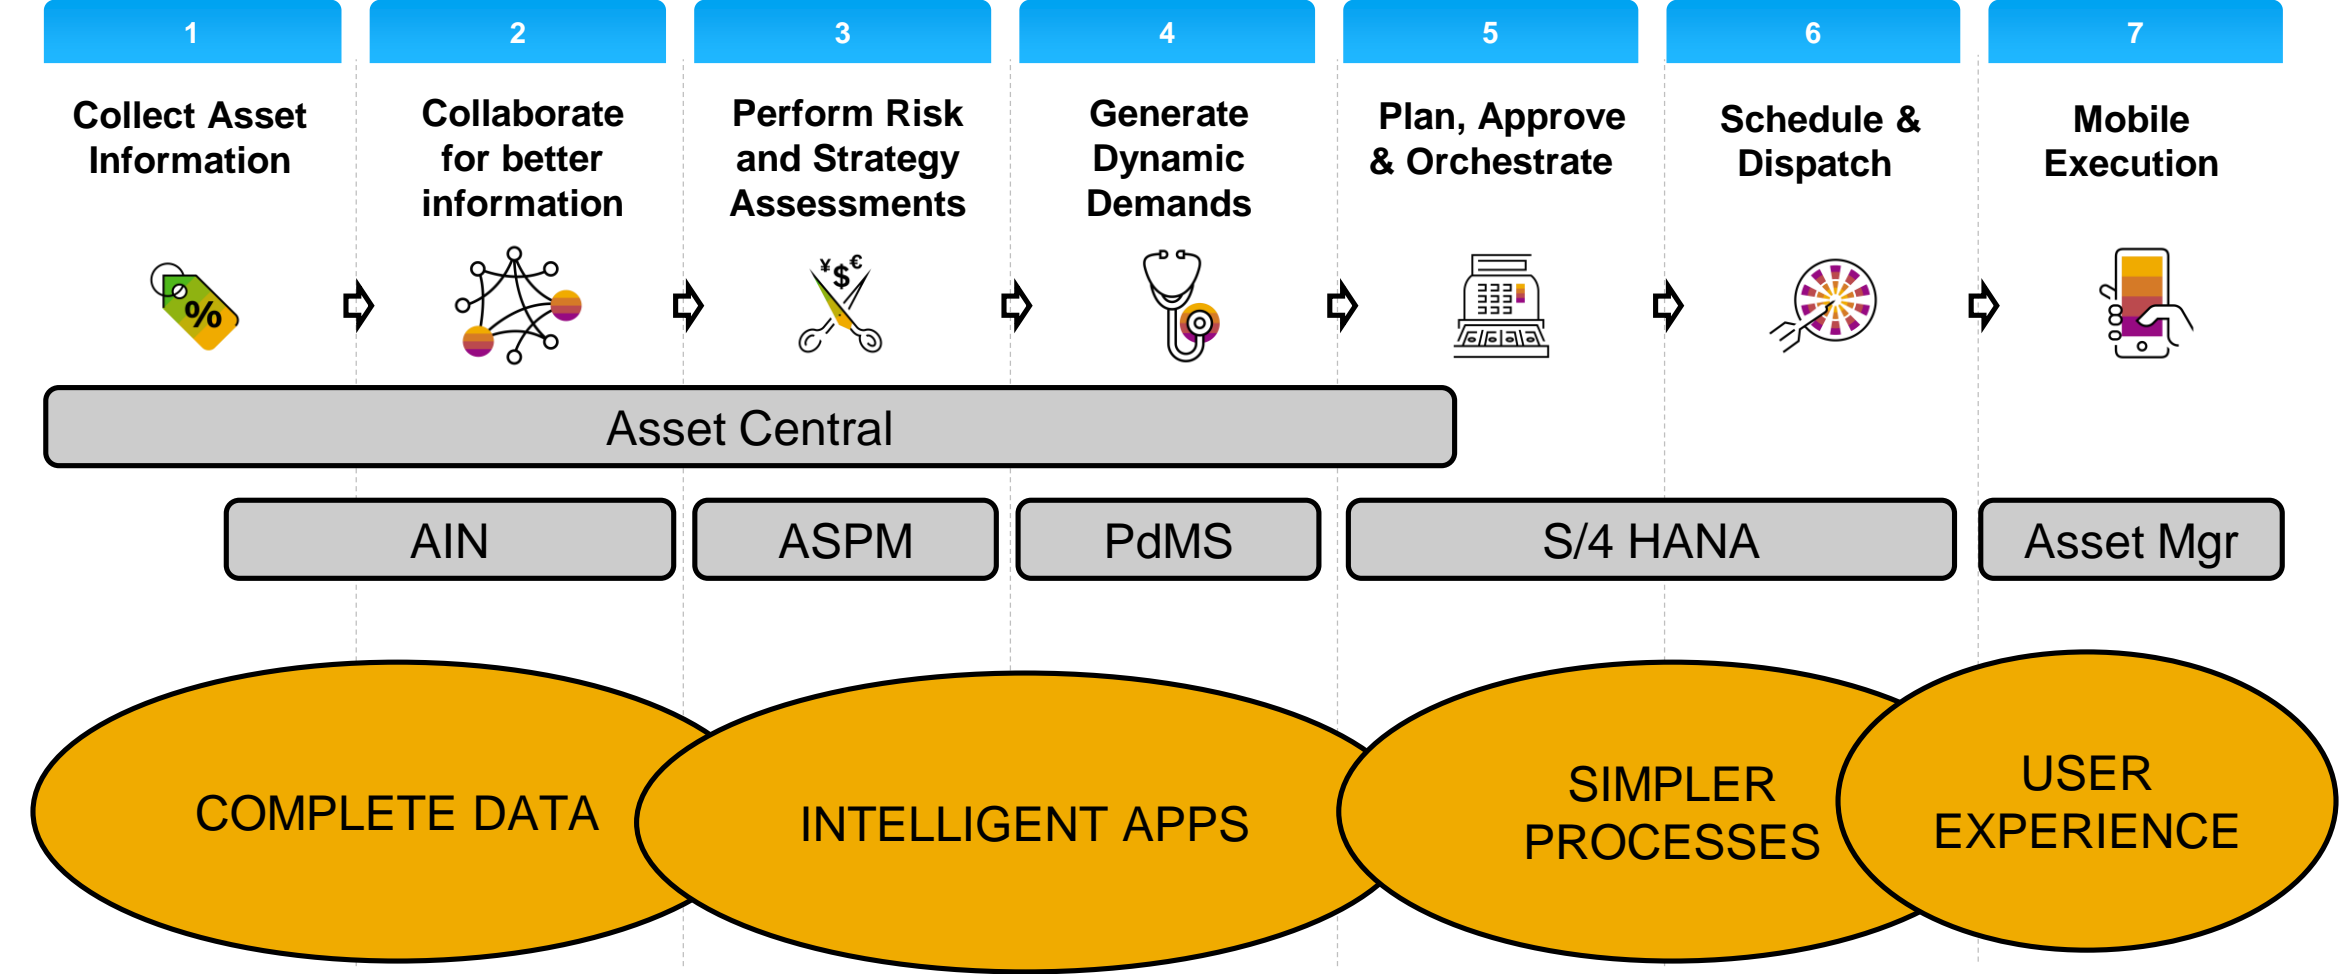 1
2
3
4
5
6
7
Collect Asset
Information
Collaborate
for better
information
Perform Risk
and Strategy
Assessments
Generate
Dynamic
Demands
Plan, Approve
& Orchestrate
Schedule &
Dispatch
Mobile
Execution
%
¥$€
Asset Central
AIN
ASPM
PdMS
S/4 HANA
Asset Mgr
COMPLETE DATA
INTELLIGENT APPS
SIMPLER
PROCESSES
USER
EXPERIENCE